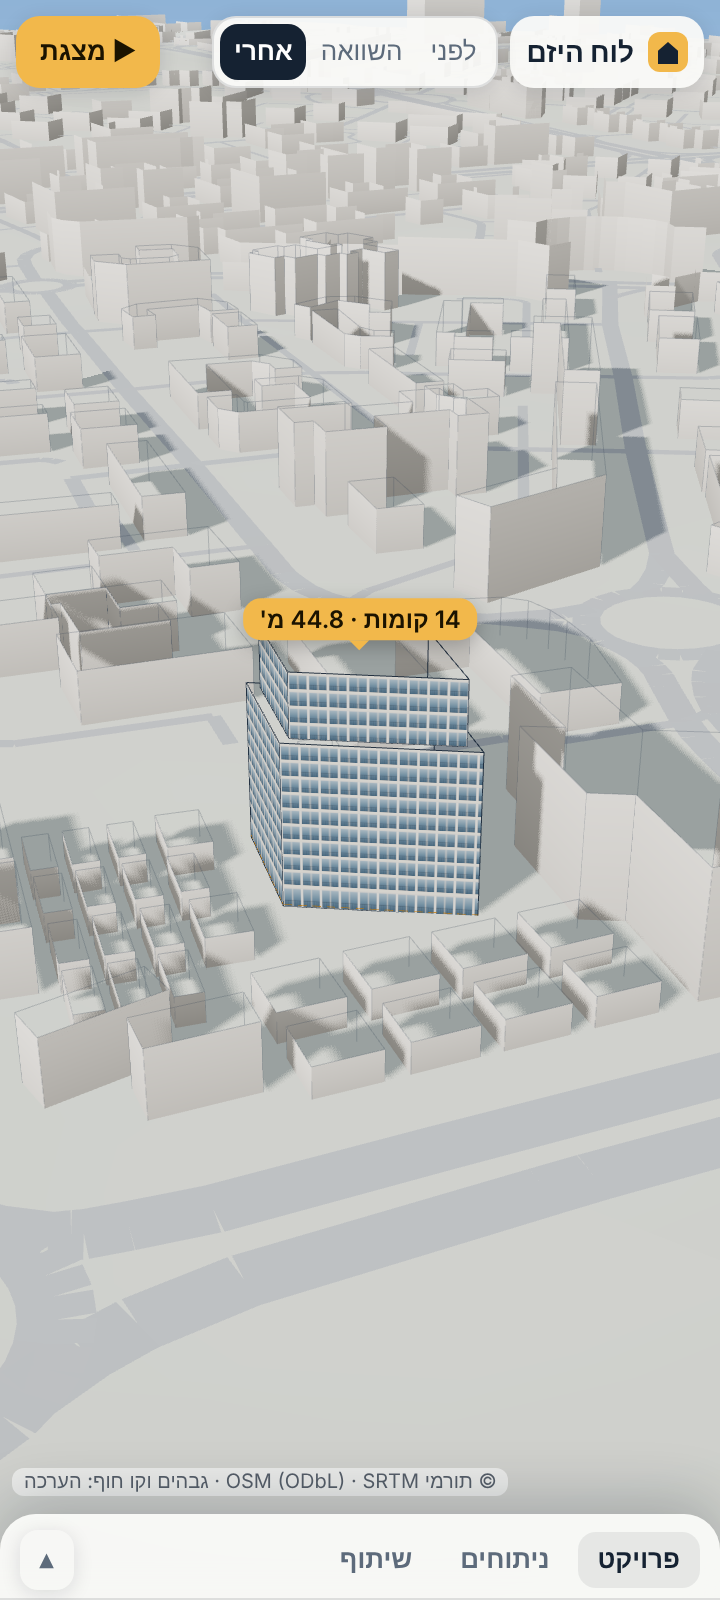 לוח היזם
לפני השוואה אחרי
▶ מצגת
14 קומות · 44.8 מ'
© תורמי OSM (ODbL) · SRTM · גבהים וקו חוף: הערכה
פרויקט ניתוחים שיתוף ▲